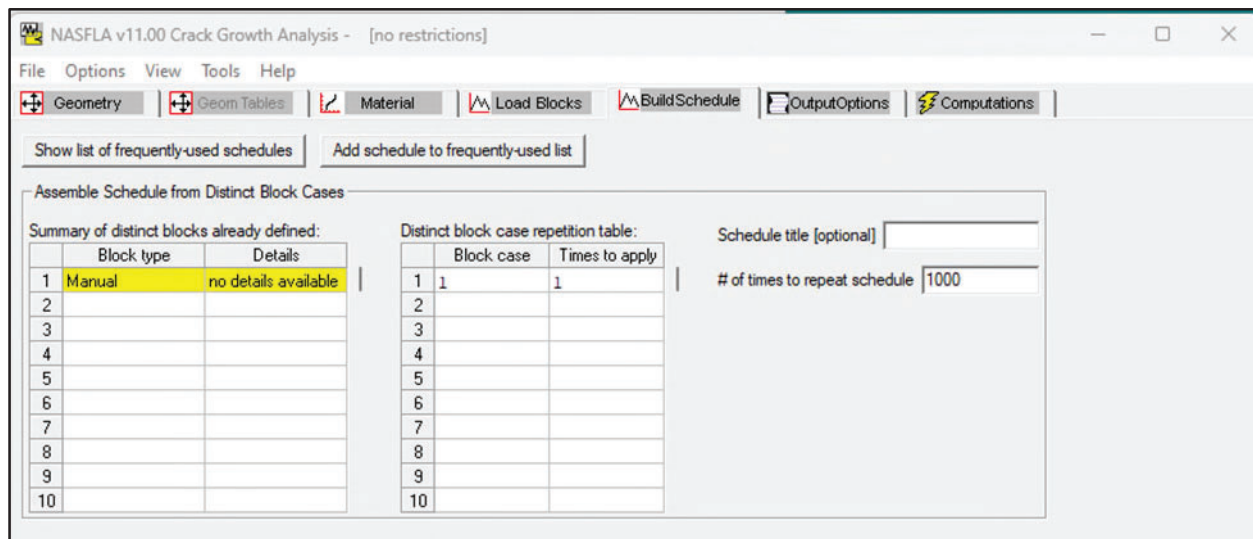 NASFLA v11.00 Crack Growth Analysis - [no restrictions]
File Options View Tools Help
Geometry Geom Tables Material Load Blocks Build Schedule OutputOptions Computations
Show list of frequently-used schedules Add schedule to frequently-used list
Assemble Schedule from Distinct Block Cases
Summary of distinct blocks already defined: Distinct block case repetition table: Schedule title [optional]
Block type Details Block case Times to apply
1 Manual no details available 1 1 1 # of times to repeat schedule 1000
2 2
3 3
4 4
5 5
6 6
7 7
8 8
9 9
10 10